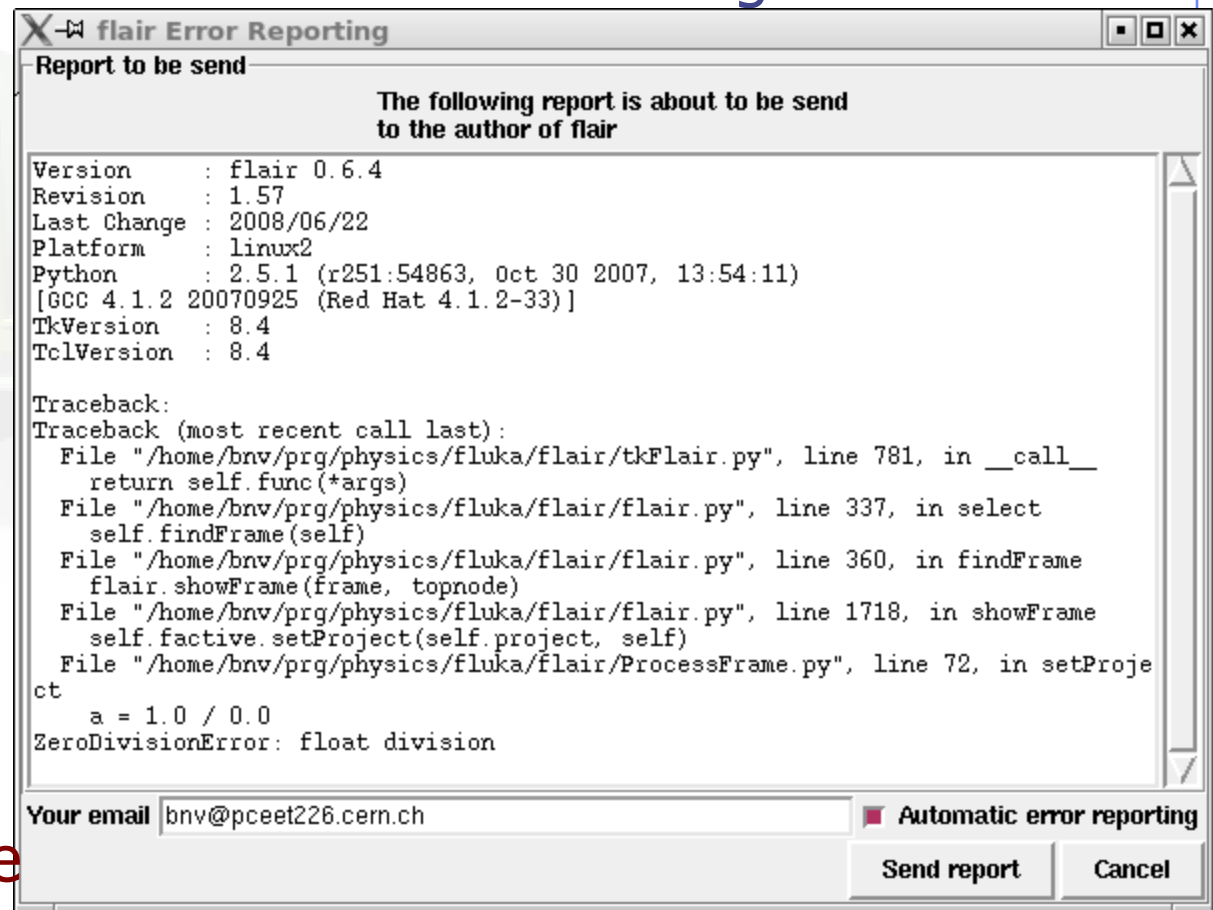 flair Error Reporting
Report to be send
The following report is about to be send
to the author of flair
Version : flair 0.6.4
Revision : 1.57
Last Change : 2008/06/22
Platform : linux2
Python : 2.5.1 (r251:54863, Oct 30 2007, 13:54:11)
[GCC 4.1.2 20070925 (Red Hat 4.1.2-33)]
TkVersion : 8.4
TclVersion : 8.4
Traceback:
Traceback (most recent call last):
File "/home/bnv/prg/physics/fluka/flair/tkFlair.py", line 781, in __call__
return self.func(*args)
File "/home/bnv/prg/physics/fluka/flair/flair.py", line 337, in select
self.findFrame(self)
File "/home/bnv/prg/physics/fluka/flair/flair.py", line 360, in findFrame
flair.showFrame(frame, topnode)
File "/home/bnv/prg/physics/fluka/flair/flair.py", line 1718, in showFrame
self.factive.setProject(self.project, self)
File "/home/bnv/prg/physics/fluka/flair/ProcessFrame.py", line 72, in setProje
ct
a = 1.0 / 0.0
ZeroDivisionError: float division
Your email bnv@pceet226.cern.ch Automatic error reporting
e
Send report Cancel